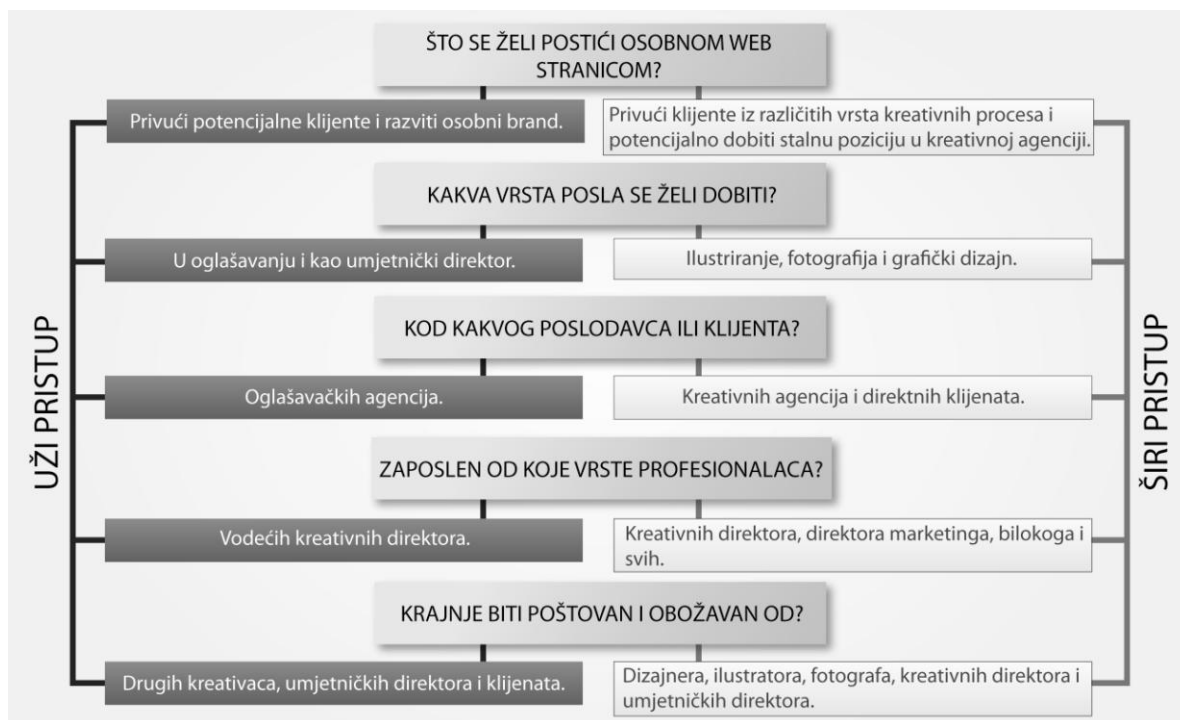 ŠTO SE ŽELI POSTIĆI OSOBNOM WEB
STRANICOM?
Privući potencijalne klijente i razviti osobni brand.
Privući klijente iz različitih vrsta kreativnih procesa i
potencijalno dobiti stalnu poziciju u kreativnoj agenciji.
KAKVA VRSTA POSLA SE ŽELI DOBITI?
U oglašavanju i kao umjetnički direktor.
Ilustriranje, fotografija i grafički dizajn.
UŽI PRISTUP
ŠIRI PRISTUP
KOD KAKVOG POSLODAVCA ILI KLIJENTA?
Oglašavačkih agencija.
Kreativnih agencija i direktnih klijenata.
ZAPOSLEN OD KOJE VRSTE PROFESIONALACA?
Vodećih kreativnih direktora.
Kreativnih direktora, direktora marketinga, bilokoga i
svih.
KRAJNJE BITI POŠTOVAN I OBOŽAVAN OD?
Drugih kreativaca, umjetničkih direktora i klijenata.
Dizajnera, ilustratora, fotografa, kreativnih direktora i
umjetničkih direktora.